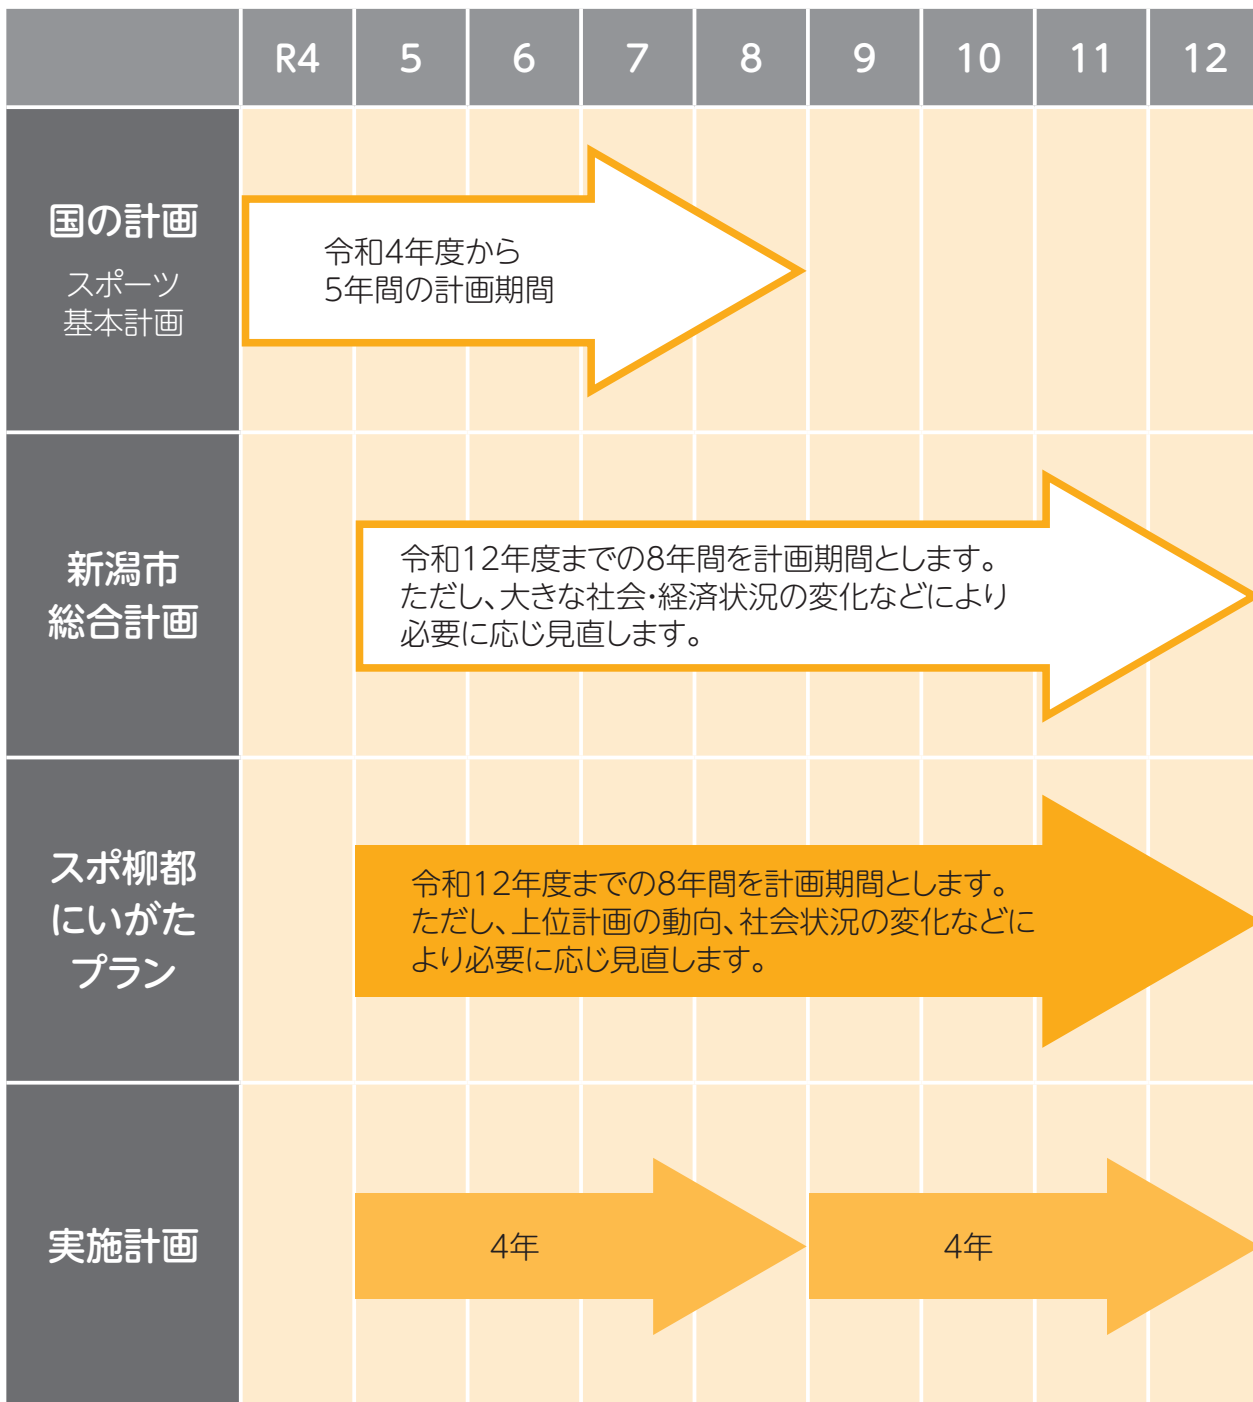 R4 5 6 7 8 9 10 11 12
国の計画
スポーツ
基本計画
令和4年度から
5年間の計画期間
新潟市
総合計画
令和12年度までの8年間を計画期間とします。
ただし、大きな社会・経済状況の変化などにより
必要に応じ見直します。
スポ柳都
にいがた
プラン
令和12年度までの8年間を計画期間とします。
ただし、上位計画の動向、社会状況の変化などに
より必要に応じ見直します。
実施計画
4年
4年